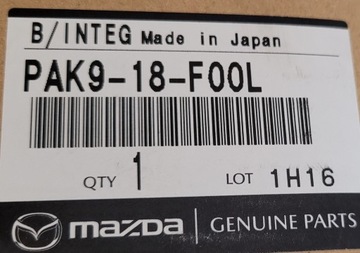 B/INTEG Made in Japan
PAK9-18-F00L
QTY 1 LOT 1H16
mazda GENUINE PARTS